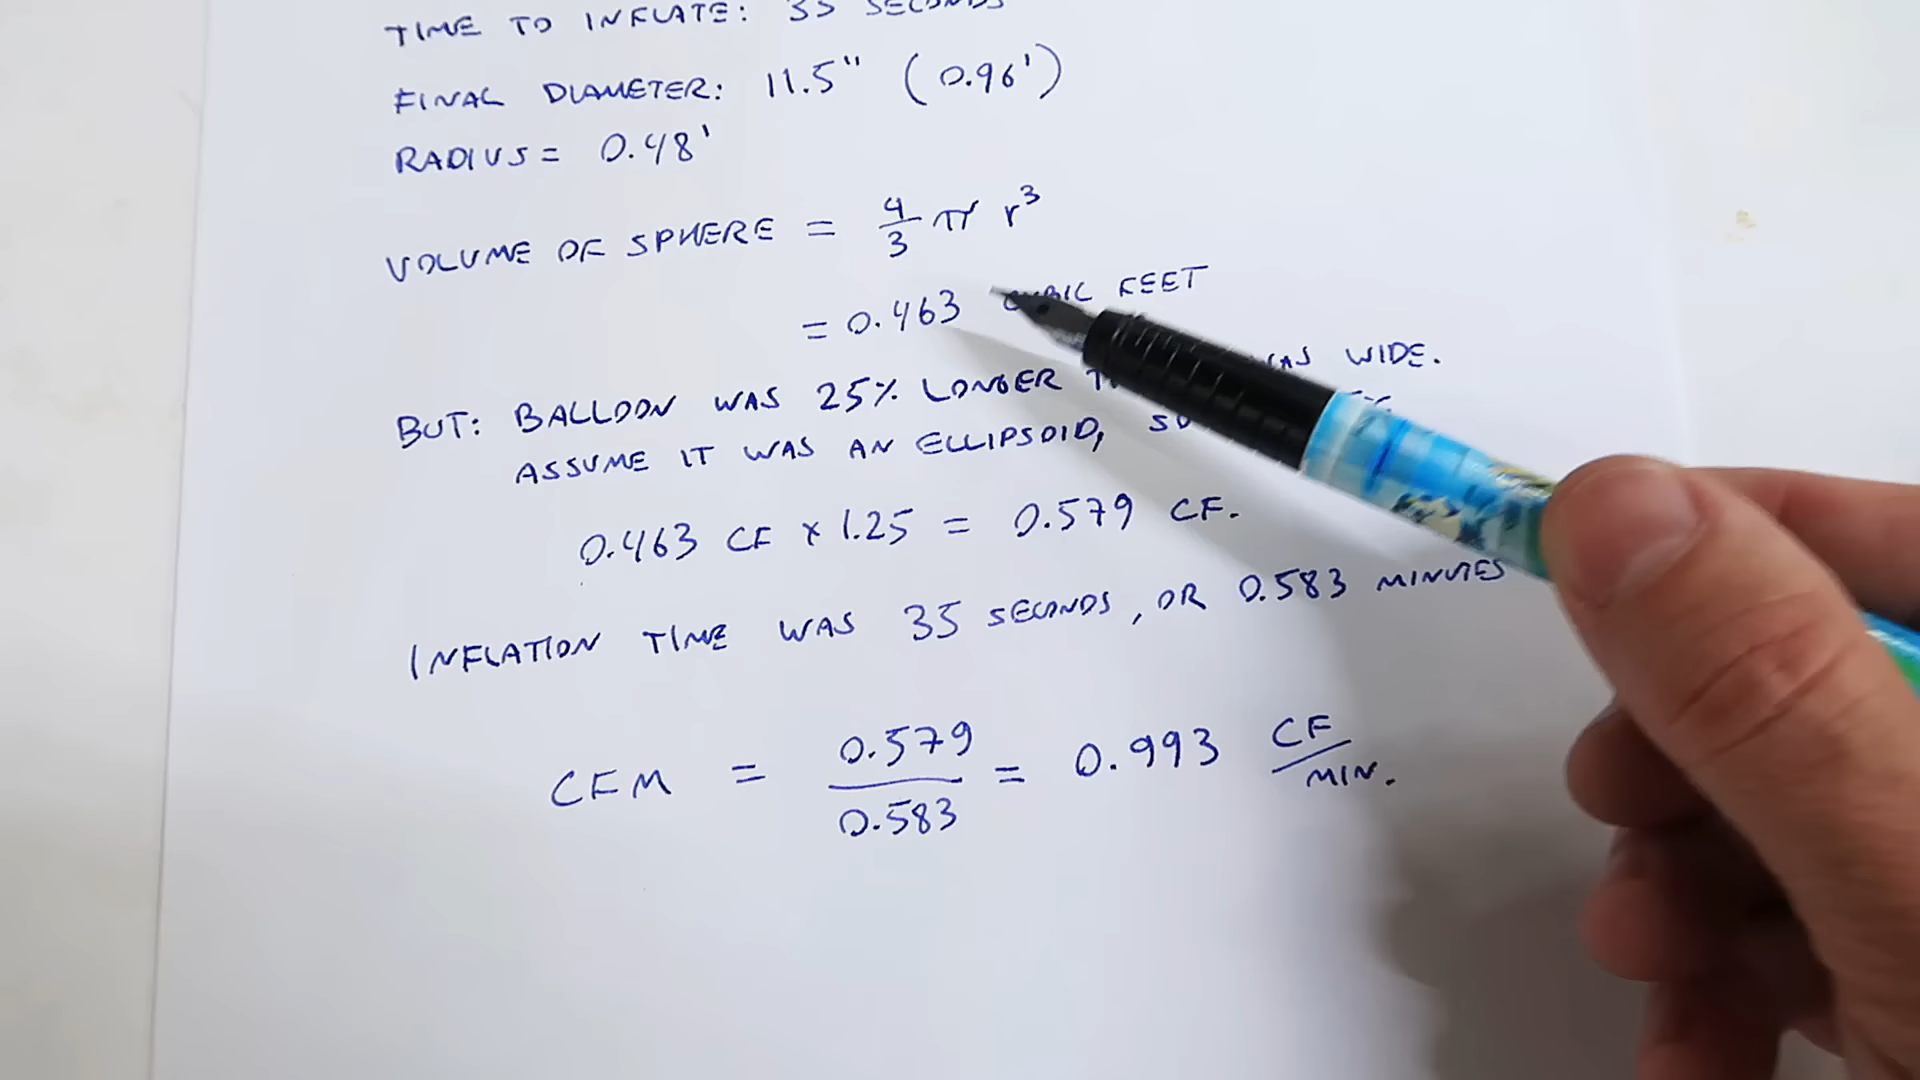 TIME TO INFLATE: 35 SECONDS
FINAL DIAMETER: 11.5" (0.96')
RADIUS = 0.48'
VOLUME OF SPHERE = 4/3 π r³
= 0.463 CUBIC FEET
BUT: BALLOON WAS 25% LONGER WAS WIDE.
ASSUME IT WAS AN ELLIPSOID,
0.463 CF x 1.25 = 0.579 CF.
INFLATION TIME WAS 35 SECONDS, OR 0.583 MINUTES
CFM = 0.579/0.583 = 0.993 CF/MIN.